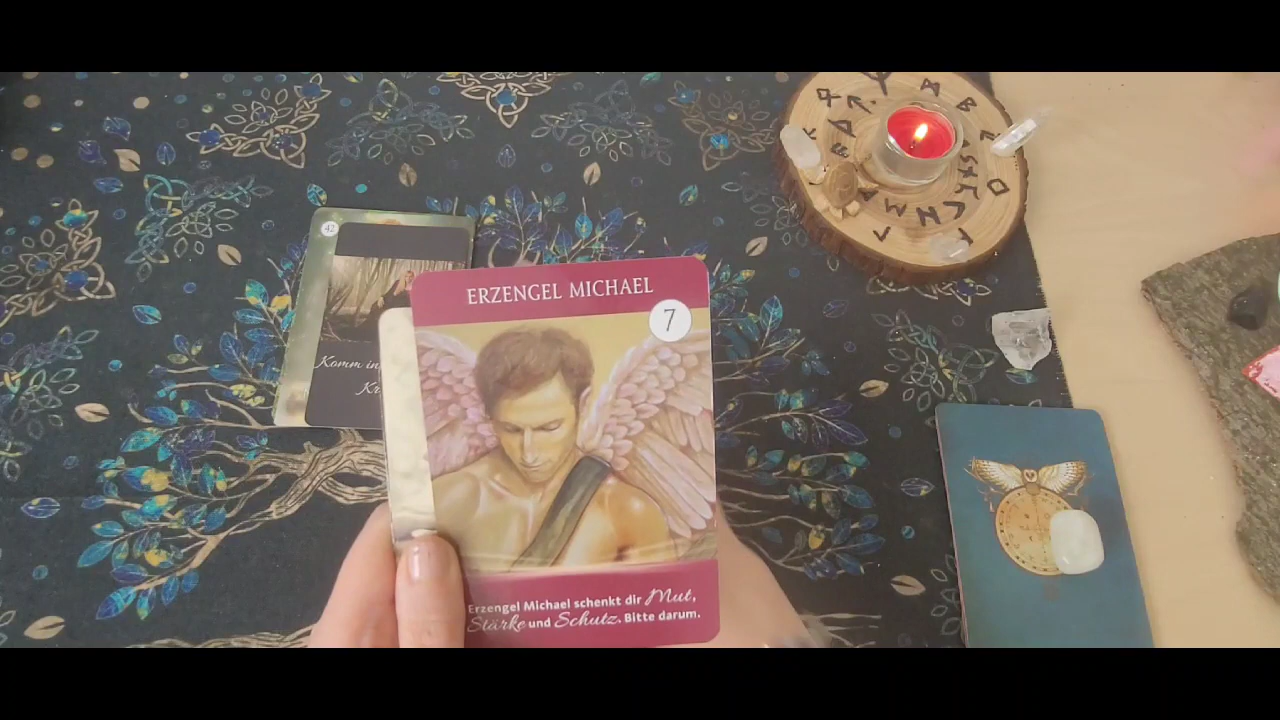 42
Komm in
Kr
ERZENGEL MICHAEL
7
Erzengel Michael schenkt dir Mut,
Stärke und Schutz. Bitte darum.